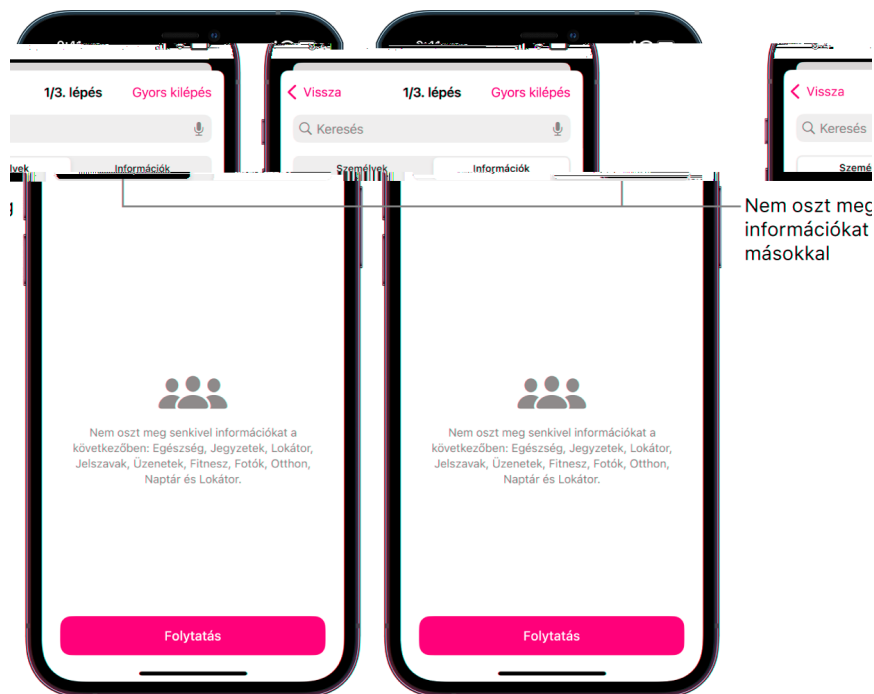 1/3. lépés Gyors kilépés
Információk
Vissza 1/3. lépés Gyors kilépés
Keresés
Személyek Információk
Vissza
Keresés
Nem oszt meg
információkat
másokkal
Nem oszt meg senkivel információkat a
következőben: Egészség, Jegyzetek, Lokátor,
Jelszavak, Üzenetek, Fitnesz, Fotók, Otthon,
Naptár és Lokátor.
Folytatás
Nem oszt meg senkivel információkat a
következőben: Egészség, Jegyzetek, Lokátor,
Jelszavak, Üzenetek, Fitnesz, Fotók, Otthon,
Naptár és Lokátor.
Folytatás